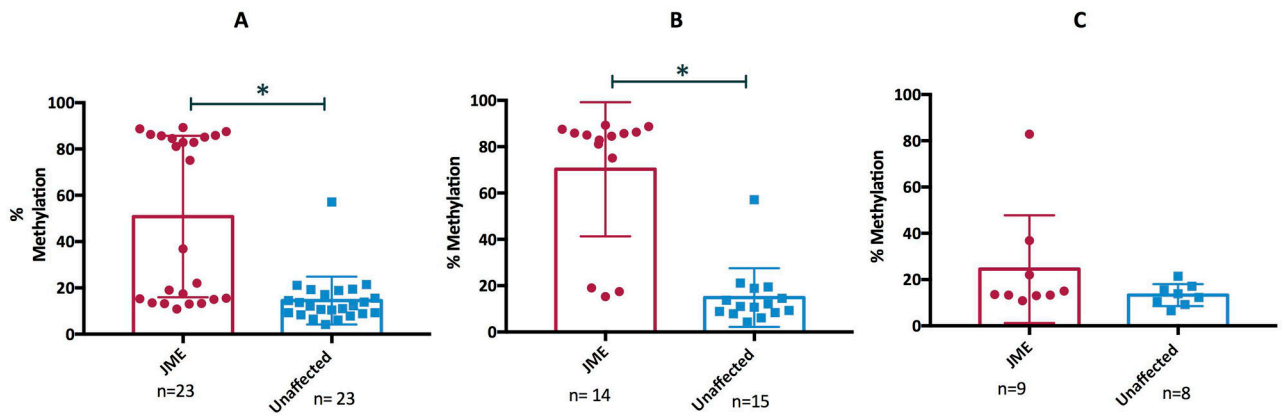 A
B
C
*
*
% Methylation
100
80
60
40
20
0
JME
Unaffected
n=23
n= 23
% Methylation
100
80
60
40
20
0
JME
Unaffected
n= 14
n=15
% Methylation
100
80
60
40
20
0
JME
Unaffected
n=9
n=8